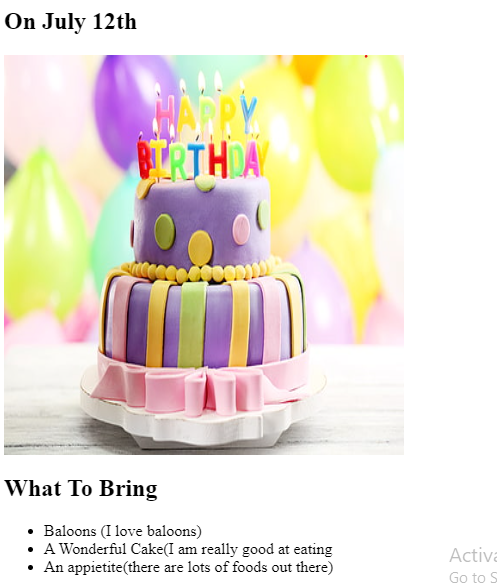 On July 12th
HAPPY
BIRTHDAY
What To Bring
Baloons (I love baloons)
A Wonderful Cake(I am really good at eating
An appietite(there are lots of foods out there)
Activa
Go to S